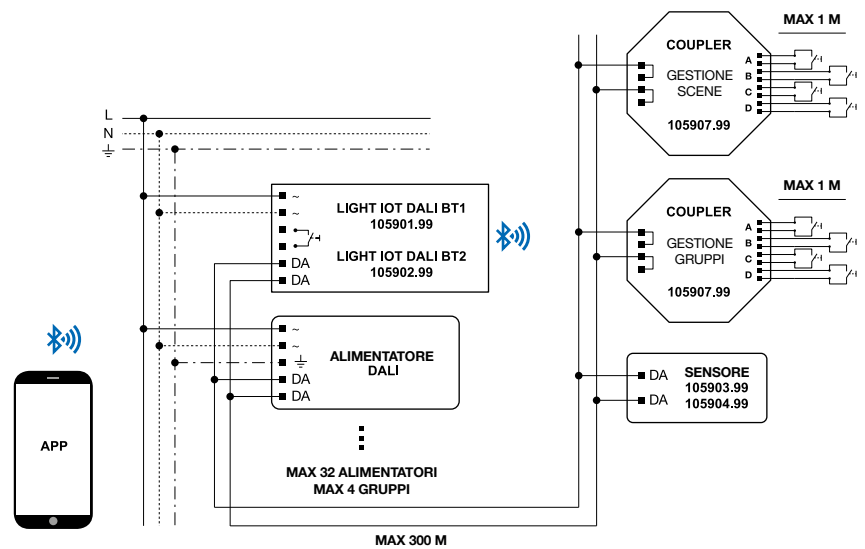 L
N
~
~
LIGHT IOT DALI BT1
105901.99
LIGHT IOT DALI BT2
105902.99
DA
DA
~
~
DA
DA
ALIMENTATORE
DALI
MAX 32 ALIMENTATORI
MAX 4 GRUPPI
MAX 300 M
APP
MAX 1 M
COUPLER
GESTIONE
SCENE
105907.99
A
B
C
D
MAX 1 M
COUPLER
GESTIONE
GRUPPI
105907.99
A
B
C
D
DA
DA
SENSORE
105903.99
105904.99